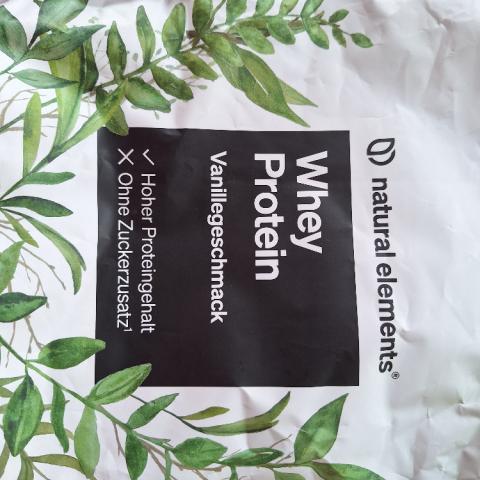 natural elements®
Whey
Protein
Vanillegeschmack
✓ Hoher Proteingehalt
✕ Ohne Zuckerzusatz¹